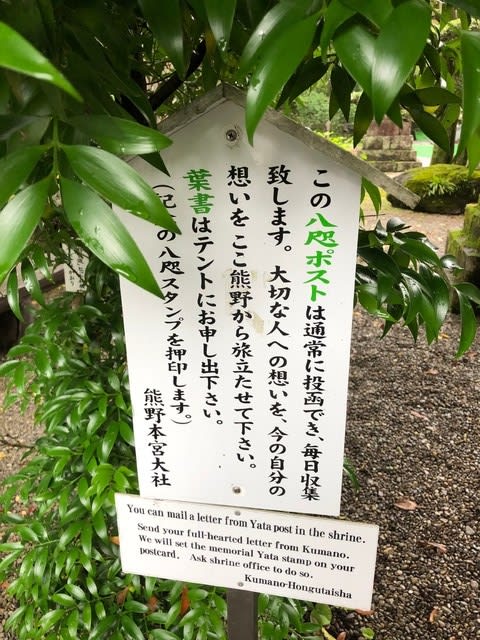 この八咫ポストは通常に投函でき、毎日収集
致します。大切な人への想いを、今の自分の
想いをここ熊野から旅立たせて下さい。
葉書はテントにお申し出下さい。
(記 の八咫スタンプを押印します。)
熊野本宮大社
You can mail a letter from Yata post in the shrine.
Send your full-hearted letter from Kumano.
We will set the memorial Yata stamp on your
postcard. Ask shrine office to do so.
Kumano-Hongutaisha